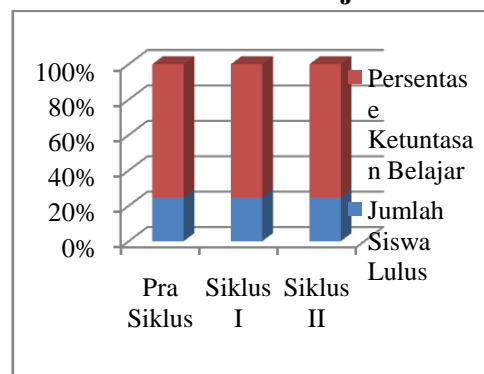 100%
80%
60%
40%
20%
0%
Pra
Siklus
Siklus
I
Siklus
II
Persentas
e
Ketuntasa
n Belajar
Jumlah
Siswa
Lulus